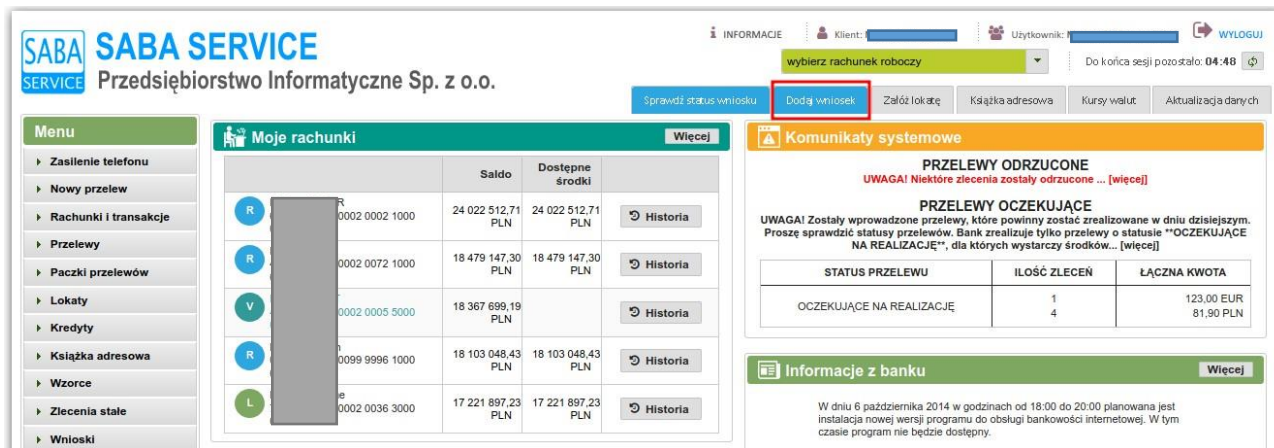 SABA SERVICE
SABA SERVICE
Przedsiębiorstwo Informatyczne Sp. z o.o.
INFORMACJE Klient: Użytkownik: WYLOGUJ
wybierz rachunek roboczy Do końca sesji pozostało: 04:48
Sprawdź status wniosku Dodaj wniosek Załóż lokatę Książka adresowa Kursy walut Aktualizacja danych
Menu
Zasilenie telefonu
Nowy przelew
Rachunki i transakcje
Przelewy
Paczki przelewów
Lokaty
Kredyty
Książka adresowa
Wzorce
Zlecenia stałe
Wnioski
Moje rachunki Więcej
Saldo Dostępne środki
R 0002 0002 1000 24 022 512,71 PLN 24 022 512,71 PLN Historia
R 0002 0072 1000 18 479 147,30 PLN 18 479 147,30 PLN Historia
V 0002 0005 5000 18 367 699,19 PLN Historia
R 0099 9996 1000 18 103 048,43 PLN 18 103 048,43 PLN Historia
L 0002 0036 3000 17 221 897,23 PLN 17 221 897,23 PLN Historia
Komunikaty systemowe
PRZELEWY ODRZUCONE
UWAGA! Niektóre zlecenia zostały odrzucone ... [więcej]
PRZELEWY OCZEKUJĄCE
UWAGA! Zostały wprowadzone przelewy, które powinny zostać zrealizowane w dniu dzisiejszym.
Proszę sprawdzić statusy przelewów. Bank zrealizuje tylko przelewy o statusie **OCZEKUJĄCE
NA REALIZACJĘ**, dla których wystarczy środków... [więcej]
STATUS PRZELEWU ILOŚĆ ZLECEŃ ŁĄCZNA KWOTA
OCZEKUJĄCE NA REALIZACJĘ 1 123,00 EUR
4 81,90 PLN
Informacje z banku Więcej
W dniu 6 października 2014 w godzinach od 18:00 do 20:00 planowana jest
instalacja nowej wersji programu do obsługi bankowości internetowej. W tym
czasie program nie będzie dostępny.